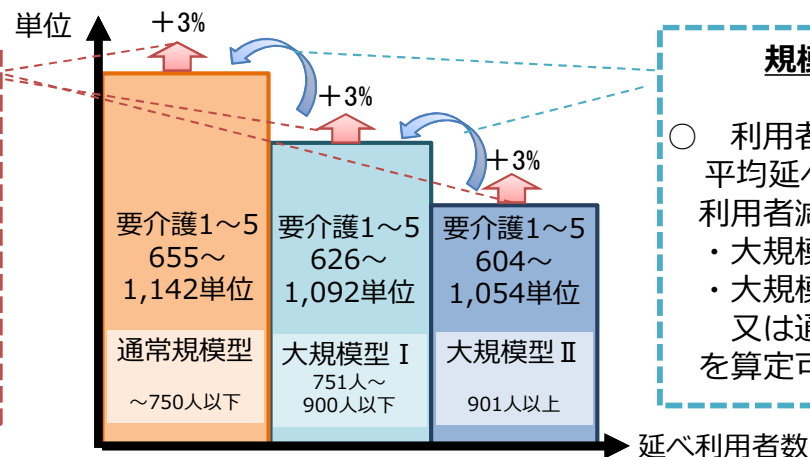 単位
+3%
+3%
+3%
要介護1～5
655～
1,142単位
通常規模型
～750人以下
要介護1～5
626～
1,092単位
大規模型Ⅰ
751人～
900人以下
要介護1～5
604～
1,054単位
大規模型Ⅱ
901人以上
延べ利用者数
規模
○　利用者
平均延べ
利用者減
・大規模
・大規模
又は通
を算定可